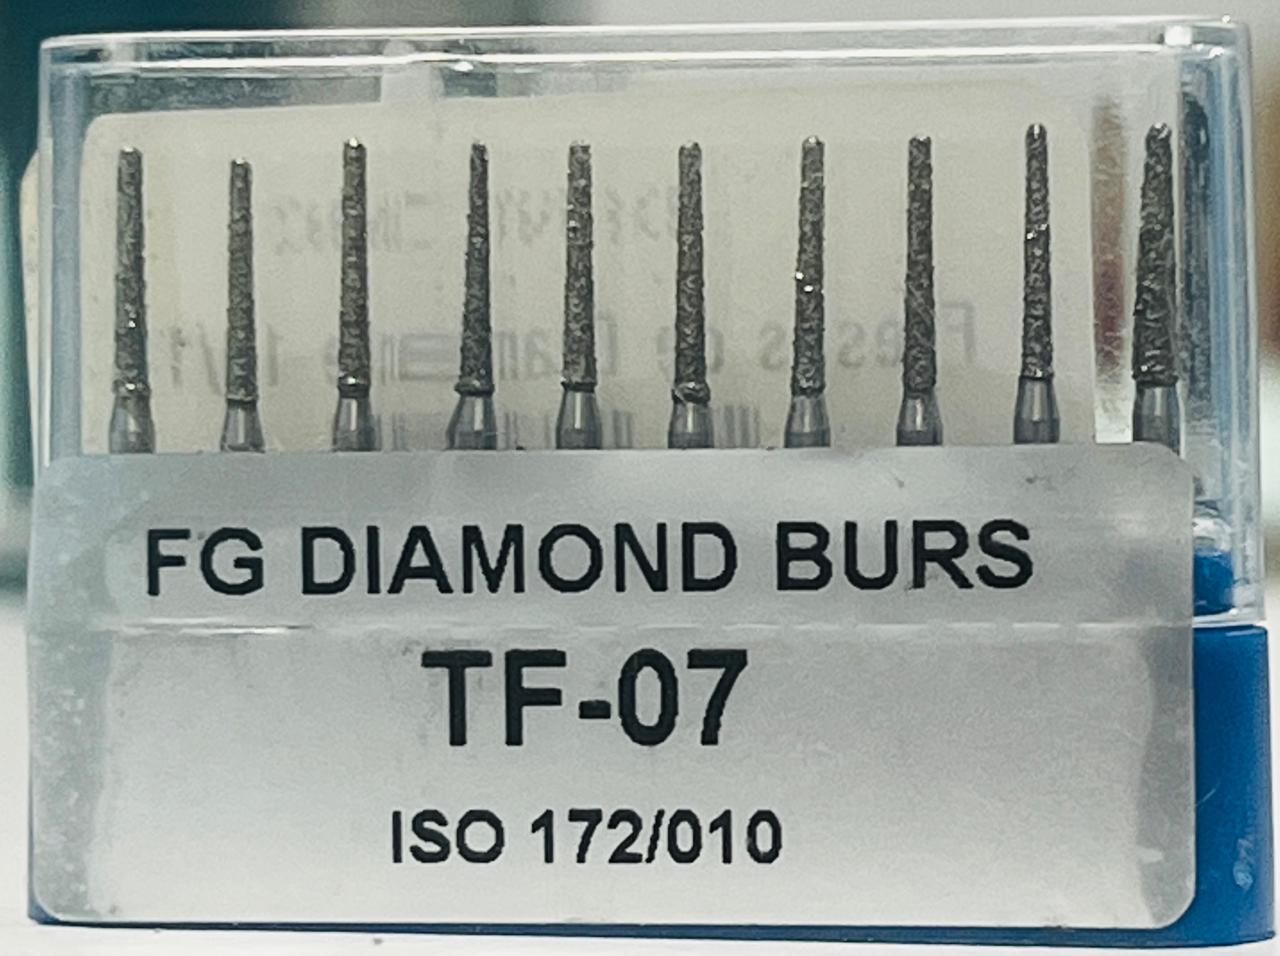 FG DIAMOND BURS
TF-07
ISO 172/010